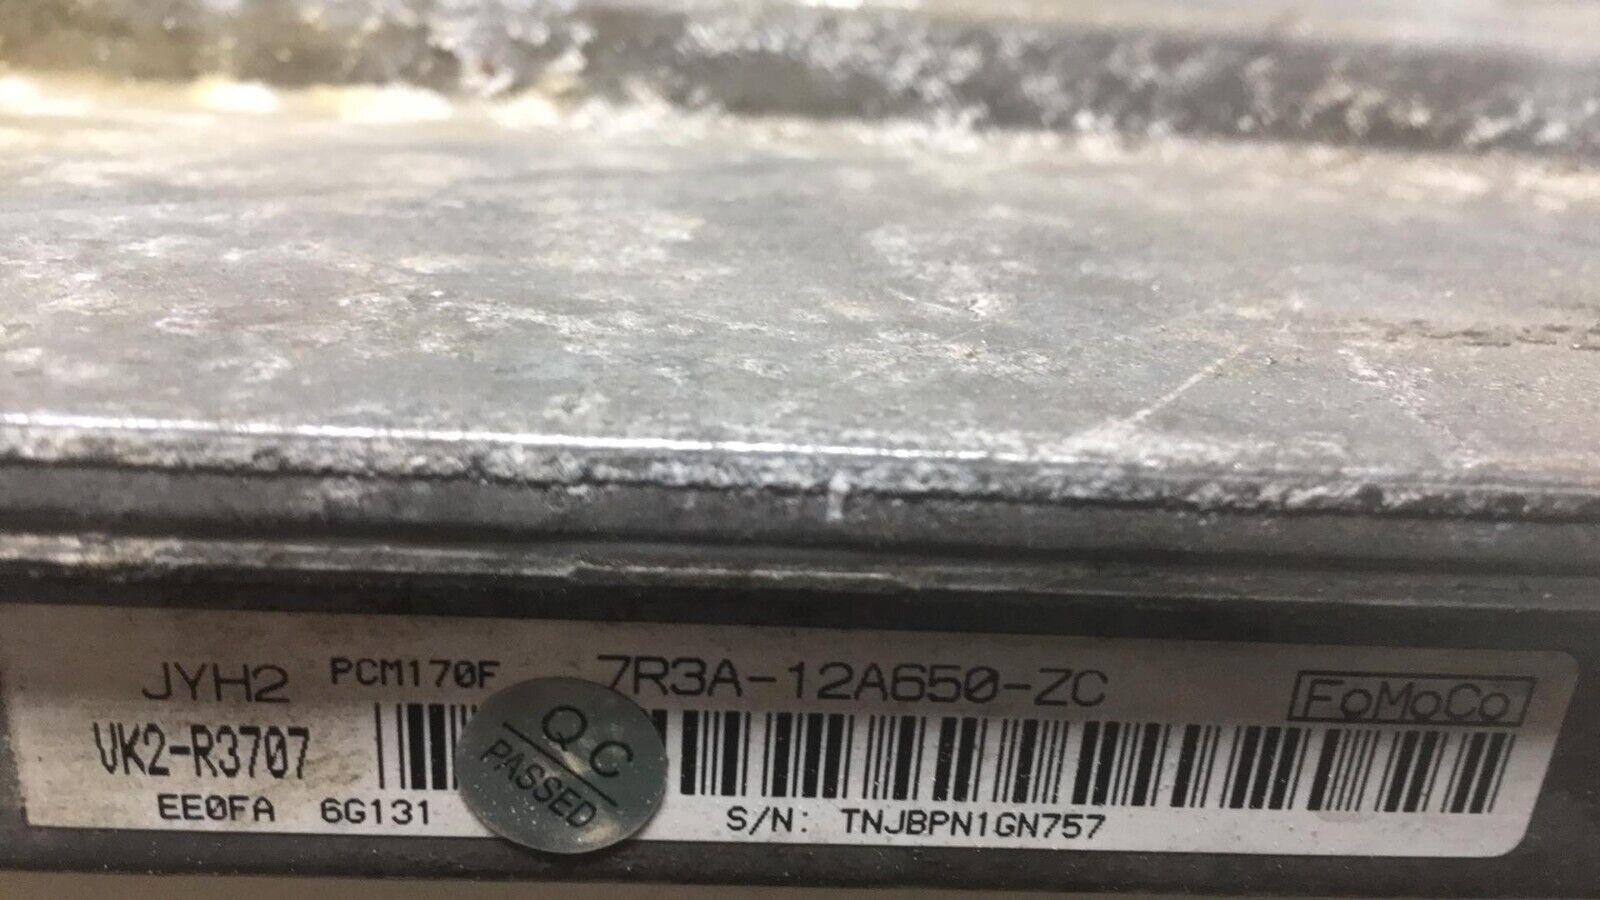 JYH2 PCM170F 7R3A-12A650-ZC FoMoCo
VK2-R3707
QC
PASSED
EE0FA 6G131 S/N: TNJBPN1GN757